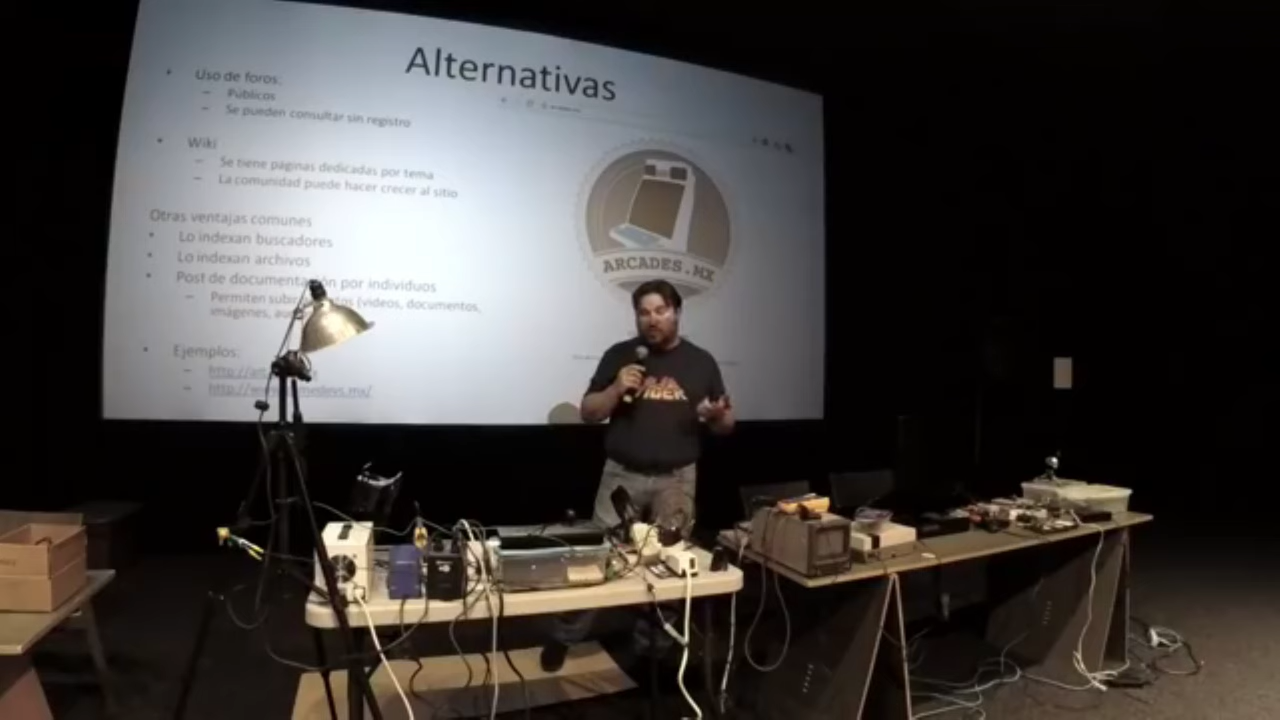 Alternativas
Uso de foros:
Públicos
Se pueden consultar sin registro
Wiki
Se tiene páginas dedicadas por tema
La comunidad puede hacer crecer al sitio
Otras ventajas comunes
Lo indexan buscadores
Lo indexan archivos
Post de por individuos
Permiten (videos, documentos,
imágenes,
Ejemplos:
ARCADES.MX